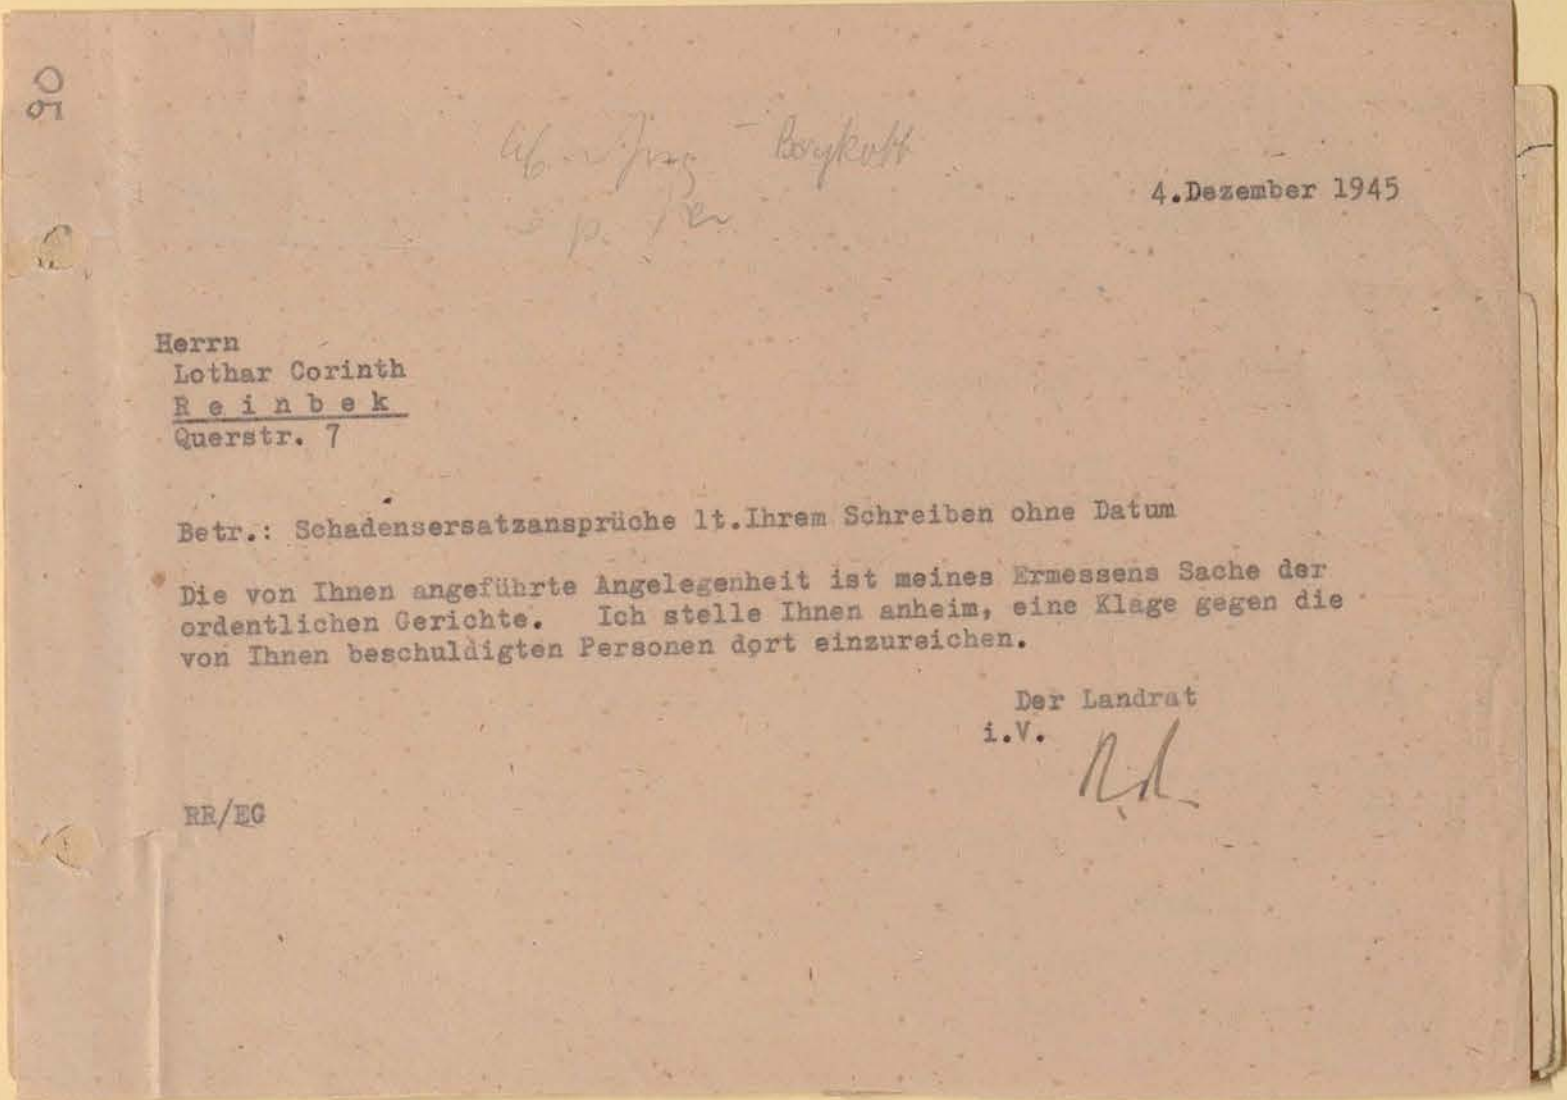 90
Boykott
4.Dezember 1945
Herrn
Lothar Corinth
R e i n b e k
Querstr. 7
Betr.: Schadensersatzansprüche lt.Ihrem Schreiben ohne Datum
Die von Ihnen angeführte Angelegenheit ist meines Ermessens Sache der
ordentlichen Gerichte. Ich stelle Ihnen anheim, eine Klage gegen die
von Ihnen beschuldigten Personen dort einzureichen.
Der Landrat
i.V.
RR/EG